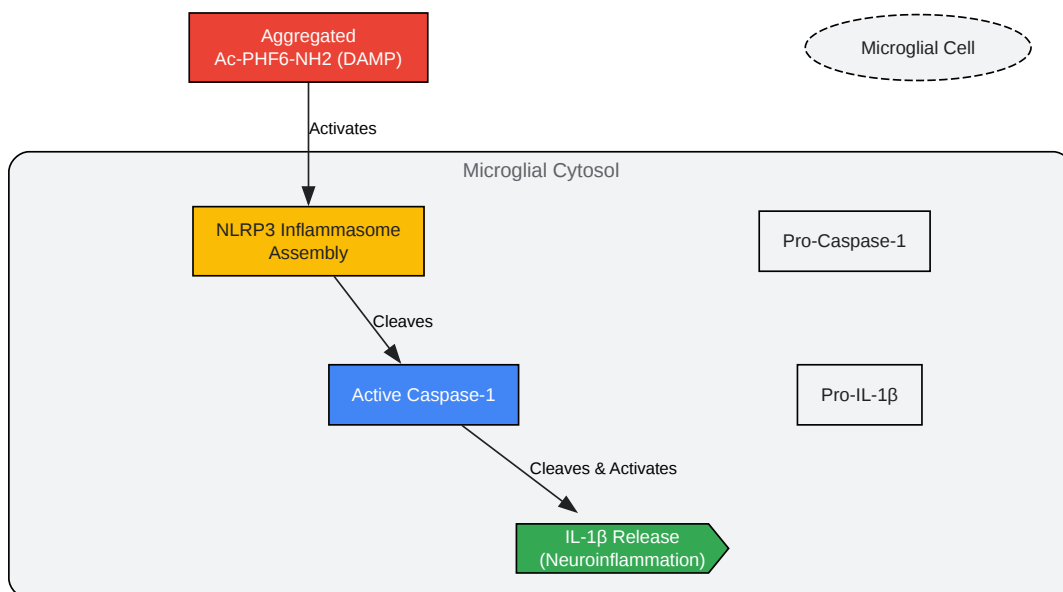 Aggregated
Ac-PHF6-NH2 (DAMP)
Microglial Cell
Activates
Microglial Cytosol
NLRP3 Inflammasome
Assembly
Pro-Caspase-1
Cleaves
Active Caspase-1
Pro-IL-1β
Cleaves & Activates
IL-1β Release
(Neuroinflammation)